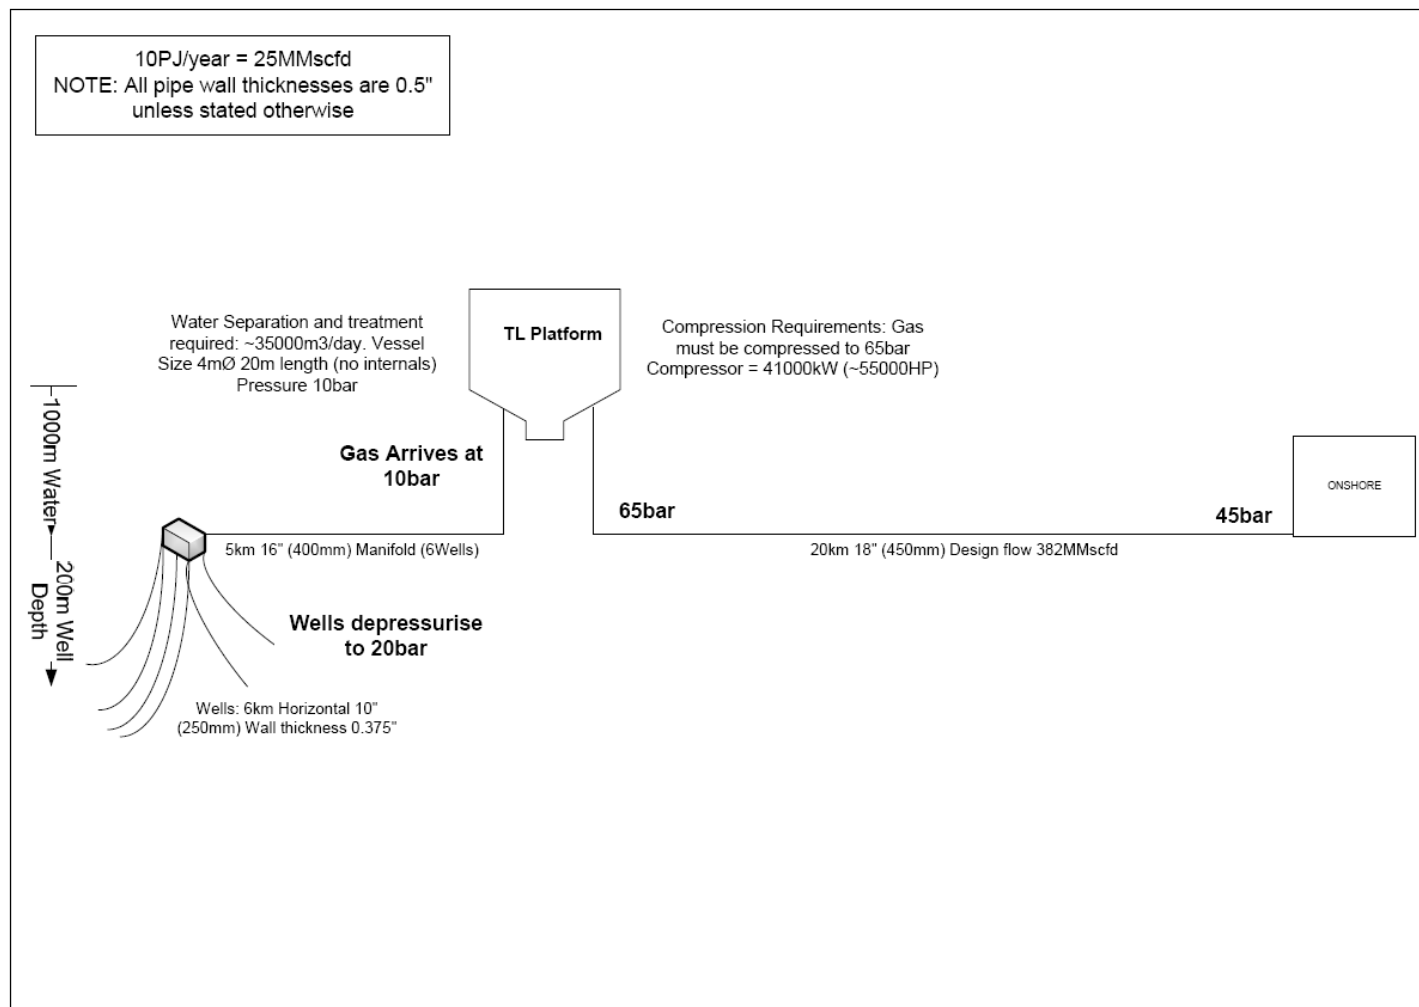 10PJ/year = 25MMscfd
NOTE: All pipe wall thicknesses are 0.5"
unless stated otherwise
Water Separation and treatment
required: ~35000m3/day. Vessel
Size 4mØ 20m length (no internals)
Pressure 10bar
TL Platform
Compression Requirements: Gas
must be compressed to 65bar
Compressor = 41000kW (~55000HP)
1000m Water
Gas Arrives at
10bar
65bar
45bar
ONSHORE
5km 16" (400mm) Manifold (6Wells)
20km 18" (450mm) Design flow 382MMscfd
200m Well
Depth
Wells depressurise
to 20bar
Wells: 6km Horizontal 10"
(250mm) Wall thickness 0.375"